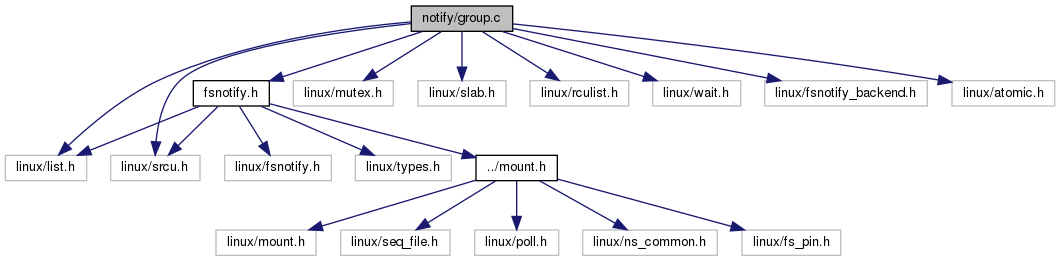 notify/group.c
fsnotify.h
linux/mutex.h
linux/slab.h
linux/rculist.h
linux/wait.h
linux/fsnotify_backend.h
linux/atomic.h
linux/list.h
linux/srcu.h
linux/fsnotify.h
linux/types.h
../mount.h
linux/mount.h
linux/seq_file.h
linux/poll.h
linux/ns_common.h
linux/fs_pin.h